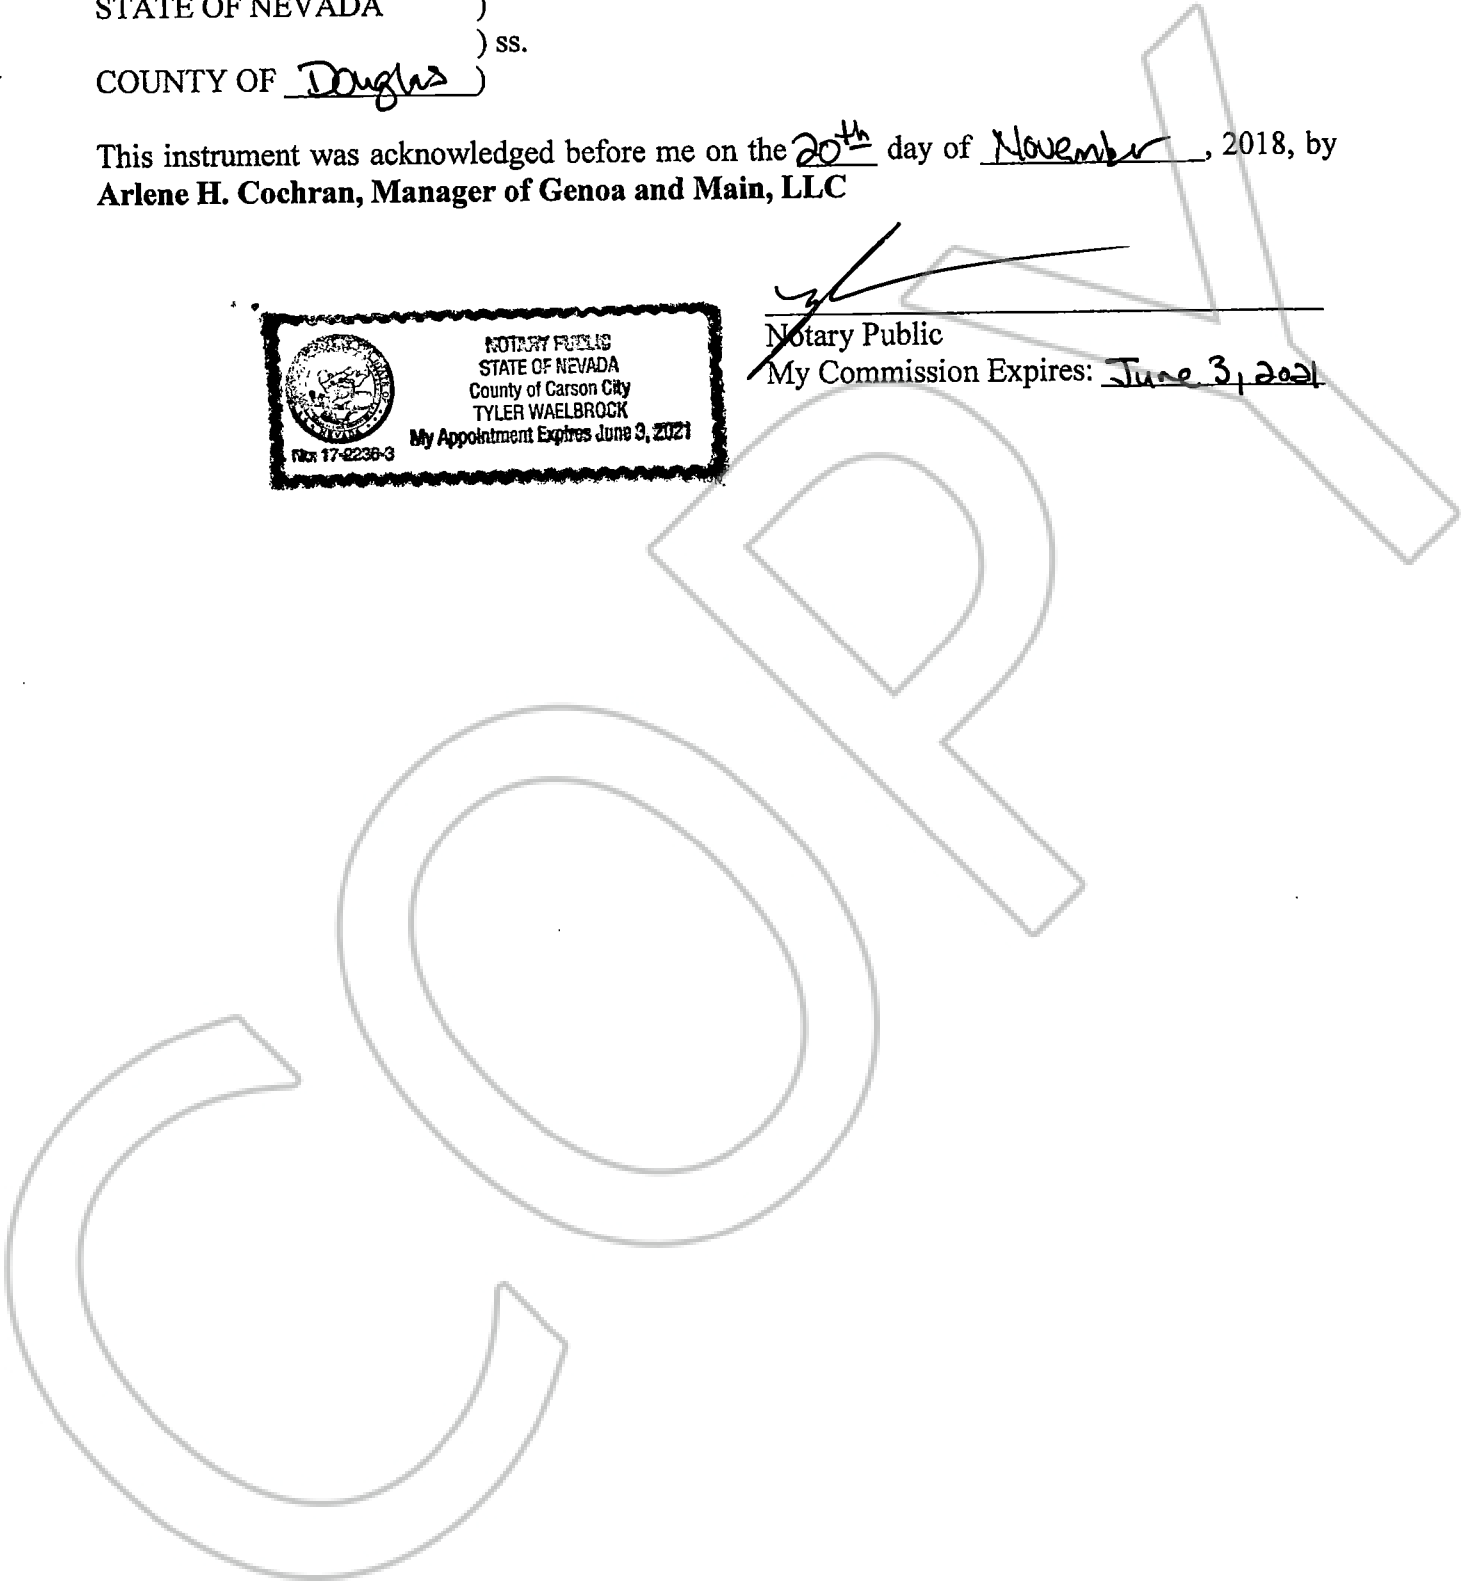 STATE OF NEVADA )
) ss.
COUNTY OF Douglas )
This instrument was acknowledged before me on the 20th day of November, 2018, by
Arlene H. Cochran, Manager of Genoa and Main, LLC
NOTARY PUBLIC
STATE OF NEVADA
County of Carson City
TYLER WAELBROCK
My Appointment Expires June 3, 2021
No: 17-2236-3
NEVADA
Notary Public
My Commission Expires: June 3, 2021
COPY